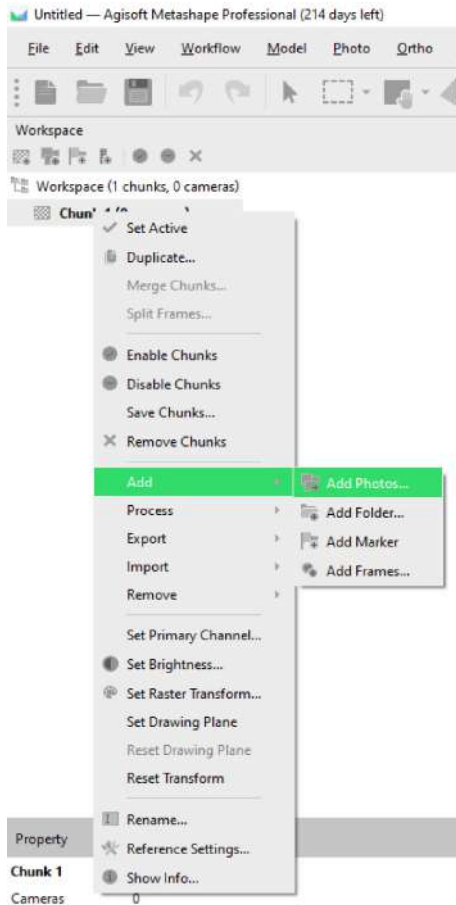 Untitled — Agisoft Metashape Professional (214 days left)
File Edit View Workflow Model Photo Ortho
Workspace
Workspace (1 chunks, 0 cameras)
Chunk 1 (0
Set Active
Duplicate...
Merge Chunks...
Split Frames...
Enable Chunks
Disable Chunks
Save Chunks...
Remove Chunks
Add Add Photos...
Process Add Folder...
Export Add Marker
Import Add Frames...
Remove
Set Primary Channel...
Set Brightness...
Set Raster Transform...
Set Drawing Plane
Reset Drawing Plane
Reset Transform
Rename...
Property
Reference Settings...
Chunk 1
Show Info...
Cameras 0